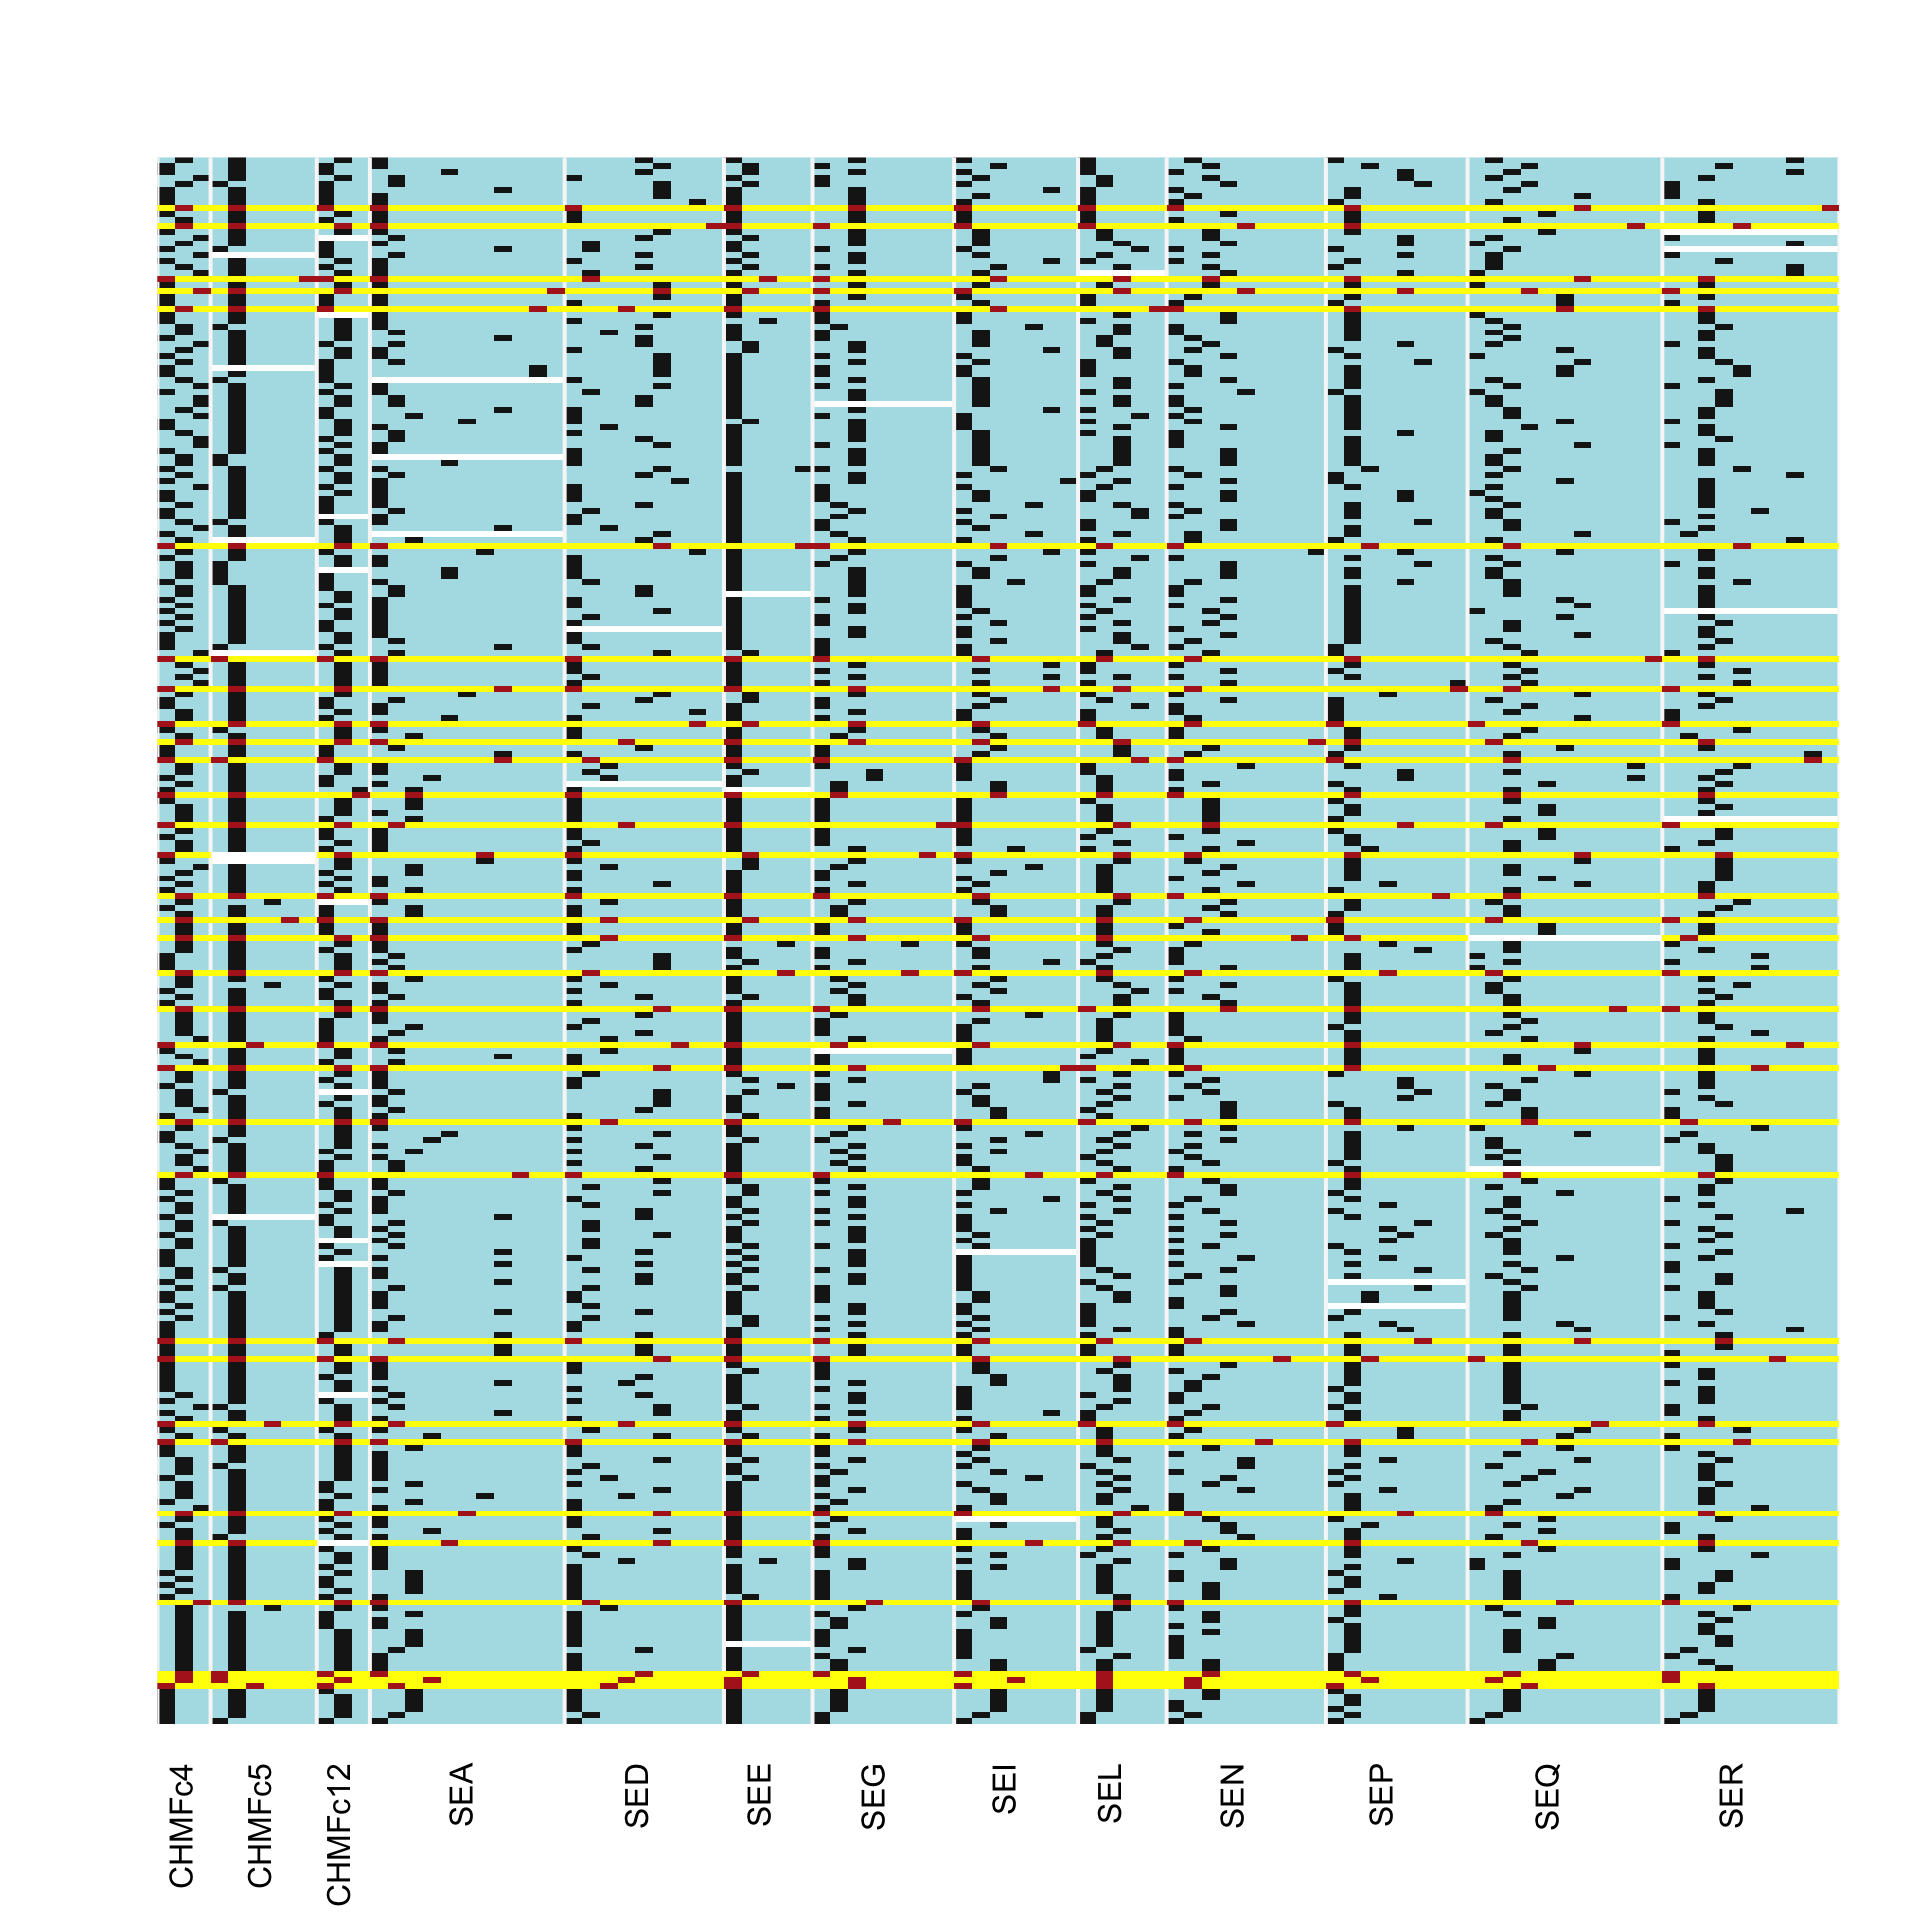 CHMFc4
CHMFc5
CHMFc12
SEA
SED
SEE
SEG
SEI
SEL
SEN
SEP
SEQ
SER